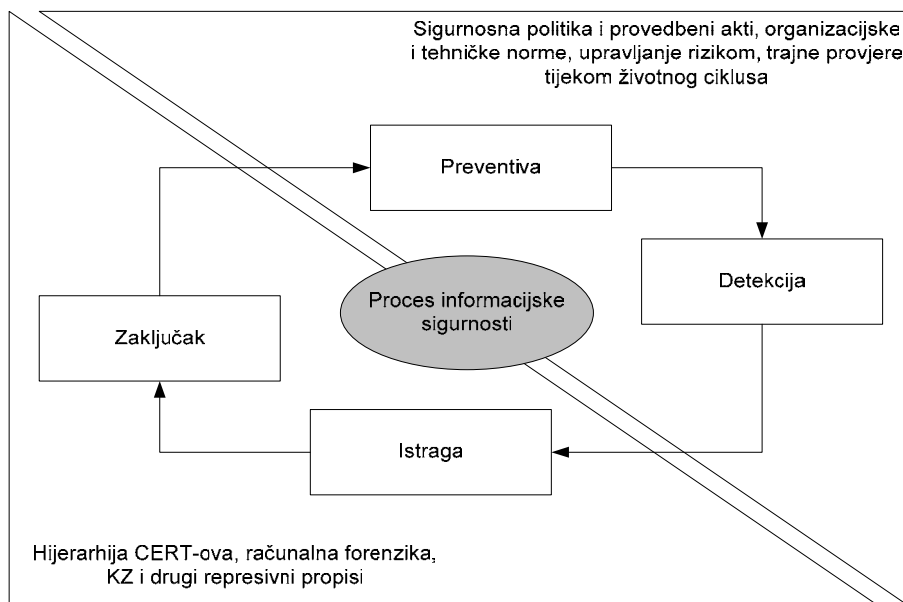 Sigurnosna politika i provedbeni akti, organizacijske
i tehničke norme, upravljanje rizikom, trajne provjere
tijekom životnog ciklusa
Preventiva
Detekcija
Proces informacijske
sigurnosti
Zaključak
Istraga
Hijerarhija CERT-ova, računalna forenzika,
KZ i drugi represivni propisi